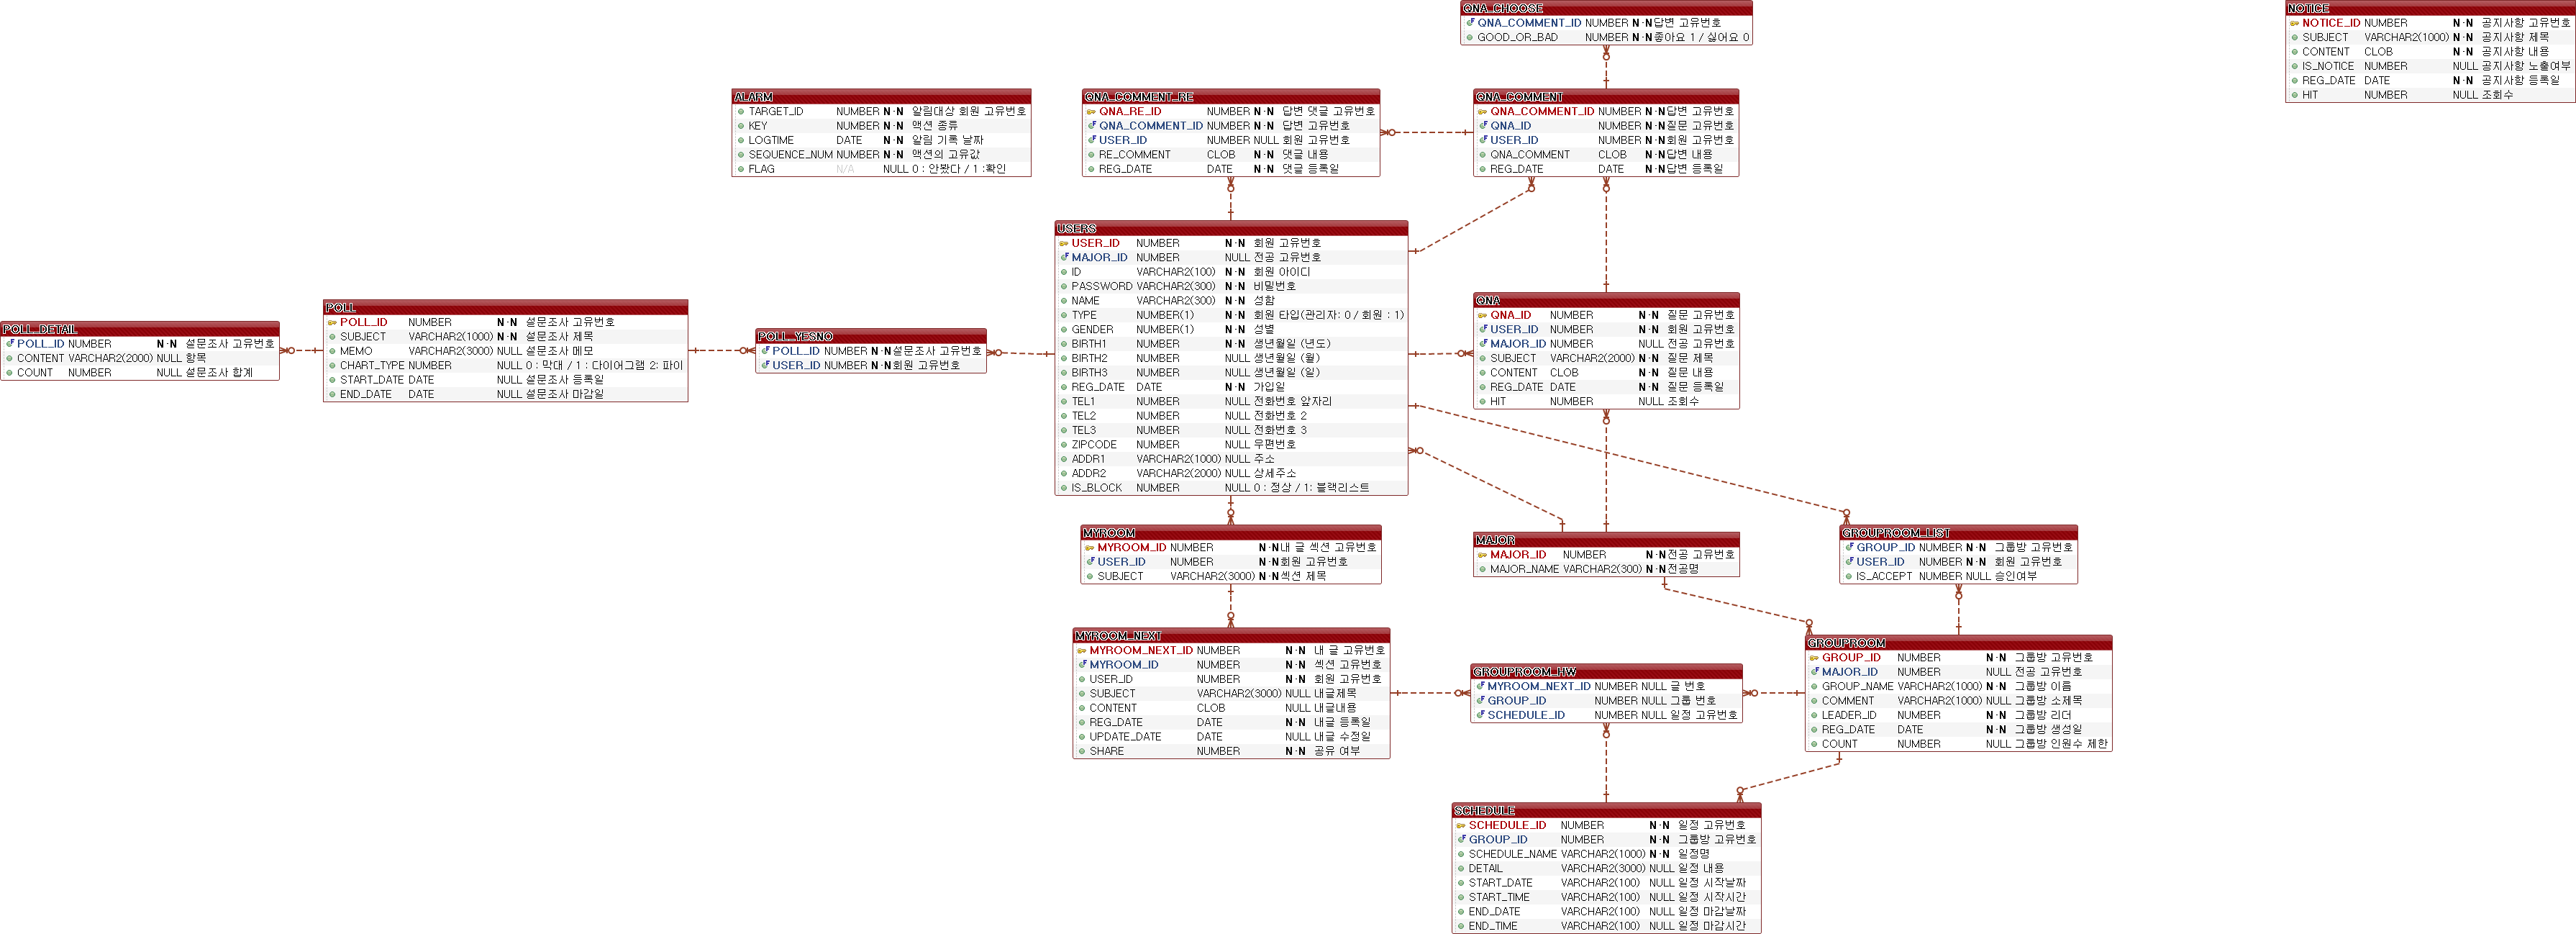 QNA_CHOOSE
QNA_COMMENT_ID NUMBER N·N 답변 고유번호
GOOD_OR_BAD NUMBER N·N 좋아요 1 / 싫어요 0
NOTICE
NOTICE_ID NUMBER N·N 공지사항 고유번호
SUBJECT VARCHAR2(1000) N·N 공지사항 제목
CONTENT CLOB N·N 공지사항 내용
IS_NOTICE NUMBER NULL 공지사항 노출여부
REG_DATE DATE N·N 공지사항 등록일
HIT NUMBER NULL 조회수
ALARM
TARGET_ID NUMBER N·N 알림대상 회원 고유번호
KEY NUMBER N·N 액션 종류
LOGTIME DATE N·N 알림 기록 날짜
SEQUENCE_NUM NUMBER N·N 액션의 고유값
FLAG N/A NULL 0 : 안봤다 / 1 :확인
QNA_COMMENT_RE
QNA_RE_ID NUMBER N·N 답변 댓글 고유번호
QNA_COMMENT_ID NUMBER N·N 답변 고유번호
USER_ID NUMBER NULL 회원 고유번호
RE_COMMENT CLOB N·N 댓글 내용
REG_DATE DATE N·N 댓글 등록일
QNA_COMMENT
QNA_COMMENT_ID NUMBER N·N 답변 고유번호
QNA_ID NUMBER N·N 질문 고유번호
USER_ID NUMBER N·N 회원 고유번호
QNA_COMMENT CLOB N·N 답변 내용
REG_DATE DATE N·N 답변 등록일
USERS
USER_ID NUMBER N·N 회원 고유번호
MAJOR_ID NUMBER NULL 전공 고유번호
ID VARCHAR2(100) N·N 회원 아이디
PASSWORD VARCHAR2(300) N·N 비밀번호
NAME VARCHAR2(300) N·N 성함
TYPE NUMBER(1) N·N 회원 타입(관리자: 0 / 회원 : 1)
GENDER NUMBER(1) N·N 성별
BIRTH1 NUMBER N·N 생년월일 (년도)
BIRTH2 NUMBER NULL 생년월일 (월)
BIRTH3 NUMBER NULL 생년월일 (일)
REG_DATE DATE N·N 가입일
TEL1 NUMBER NULL 전화번호 앞자리
TEL2 NUMBER NULL 전화번호 2
TEL3 NUMBER NULL 전화번호 3
ZIPCODE NUMBER NULL 우편번호
ADDR1 VARCHAR2(1000) NULL 주소
ADDR2 VARCHAR2(2000) NULL 상세주소
IS_BLOCK NUMBER NULL 0 : 정상 / 1: 블랙리스트
POLL_DETAIL
POLL_ID NUMBER N·N 설문조사 고유번호
CONTENT VARCHAR2(2000) NULL 항목
COUNT NUMBER NULL 설문조사 합계
POLL
POLL_ID NUMBER N·N 설문조사 고유번호
SUBJECT VARCHAR2(1000) N·N 설문조사 제목
MEMO VARCHAR2(3000) NULL 설문조사 메모
CHART_TYPE NUMBER NULL 0 : 막대 / 1 : 다이어그램 2: 파이
START_DATE DATE NULL 설문조사 등록일
END_DATE DATE NULL 설문조사 마감일
POLL_YESNO
POLL_ID NUMBER N·N 설문조사 고유번호
USER_ID NUMBER N·N 회원 고유번호
QNA
QNA_ID NUMBER N·N 질문 고유번호
USER_ID NUMBER N·N 회원 고유번호
MAJOR_ID NUMBER NULL 전공 고유번호
SUBJECT VARCHAR2(2000) N·N 질문 제목
CONTENT CLOB N·N 질문 내용
REG_DATE DATE N·N 질문 등록일
HIT NUMBER NULL 조회수
MYROOM
MYROOM_ID NUMBER N·N 내 글 섹션 고유번호
USER_ID NUMBER N·N 회원 고유번호
SUBJECT VARCHAR2(3000) N·N 섹션 제목
MAJOR
MAJOR_ID NUMBER N·N 전공 고유번호
MAJOR_NAME VARCHAR2(300) N·N 전공명
GROUPROOM_LIST
GROUP_ID NUMBER N·N 그룹방 고유번호
USER_ID NUMBER N·N 회원 고유번호
IS_ACCEPT NUMBER NULL 승인여부
MYROOM_NEXT
MYROOM_NEXT_ID NUMBER N·N 내 글 고유번호
MYROOM_ID NUMBER N·N 섹션 고유번호
USER_ID NUMBER N·N 회원 고유번호
SUBJECT VARCHAR2(3000) NULL 내글제목
CONTENT CLOB NULL 내글내용
REG_DATE DATE N·N 내글 등록일
UPDATE_DATE DATE NULL 내글 수정일
SHARE NUMBER N·N 공유 여부
GROUPROOM_HW
MYROOM_NEXT_ID NUMBER NULL 글 번호
GROUP_ID NUMBER NULL 그룹 번호
SCHEDULE_ID NUMBER NULL 일정 고유번호
GROUPROOM
GROUP_ID NUMBER N·N 그룹방 고유번호
MAJOR_ID NUMBER NULL 전공 고유번호
GROUP_NAME VARCHAR2(1000) N·N 그룹방 이름
COMMENT VARCHAR2(1000) NULL 그룹방 소제목
LEADER_ID NUMBER N·N 그룹방 리더
REG_DATE DATE N·N 그룹방 생성일
COUNT NUMBER NULL 그룹방 인원수 제한
SCHEDULE
SCHEDULE_ID NUMBER N·N 일정 고유번호
GROUP_ID NUMBER N·N 그룹방 고유번호
SCHEDULE_NAME VARCHAR2(1000) N·N 일정명
DETAIL VARCHAR2(3000) NULL 일정 내용
START_DATE VARCHAR2(100) NULL 일정 시작날짜
START_TIME VARCHAR2(100) NULL 일정 시작시간
END_DATE VARCHAR2(100) NULL 일정 마감날짜
END_TIME VARCHAR2(100) NULL 일정 마감시간